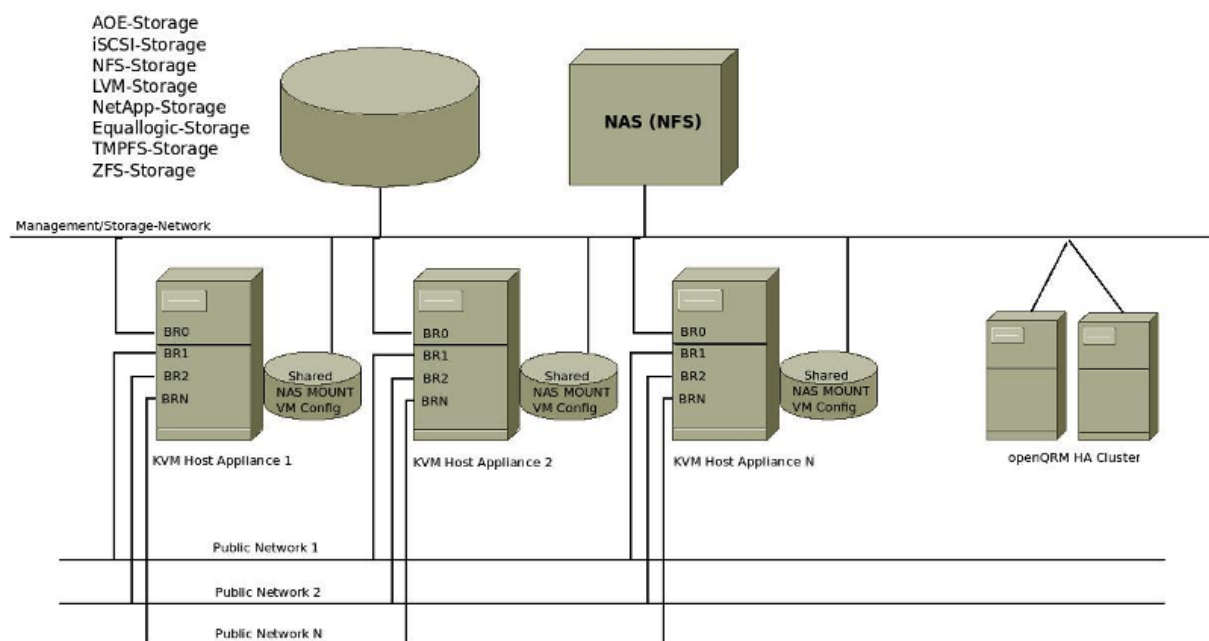 AOE-Storage
iSCSI-Storage
NFS-Storage
LVM-Storage
NetApp-Storage
Equallogic-Storage
TMPFS-Storage
ZFS-Storage
NAS (NFS)
Management/Storage-Network
BR0
BR1
BR2
BRN
Shared
NAS MOUNT
VM Config
KVM Host Appliance 1
BR0
BR1
BR2
BRN
Shared
NAS MOUNT
VM Config
KVM Host Appliance 2
BR0
BR1
BR2
BRN
Shared
NAS MOUNT
VM Config
KVM Host Appliance N
openQRM HA Cluster
Public Network 1
Public Network 2
Public Network N